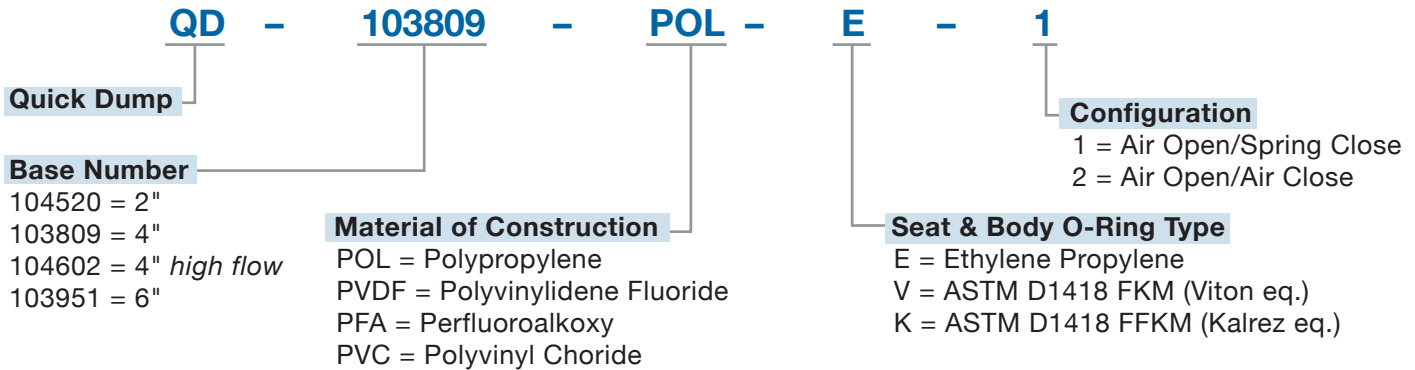 QD – 103809 – POL – E – 1
Quick Dump
Base Number
104520 = 2"
103809 = 4"
104602 = 4" high flow
103951 = 6"
Material of Construction
POL = Polypropylene
PVDF = Polyvinylidene Fluoride
PFA = Perfluoroalkoxy
PVC = Polyvinyl Choride
Seat & Body O-Ring Type
E = Ethylene Propylene
V = ASTM D1418 FKM (Viton eq.)
K = ASTM D1418 FFKM (Kalrez eq.)
Configuration
1 = Air Open/Spring Close
2 = Air Open/Air Close